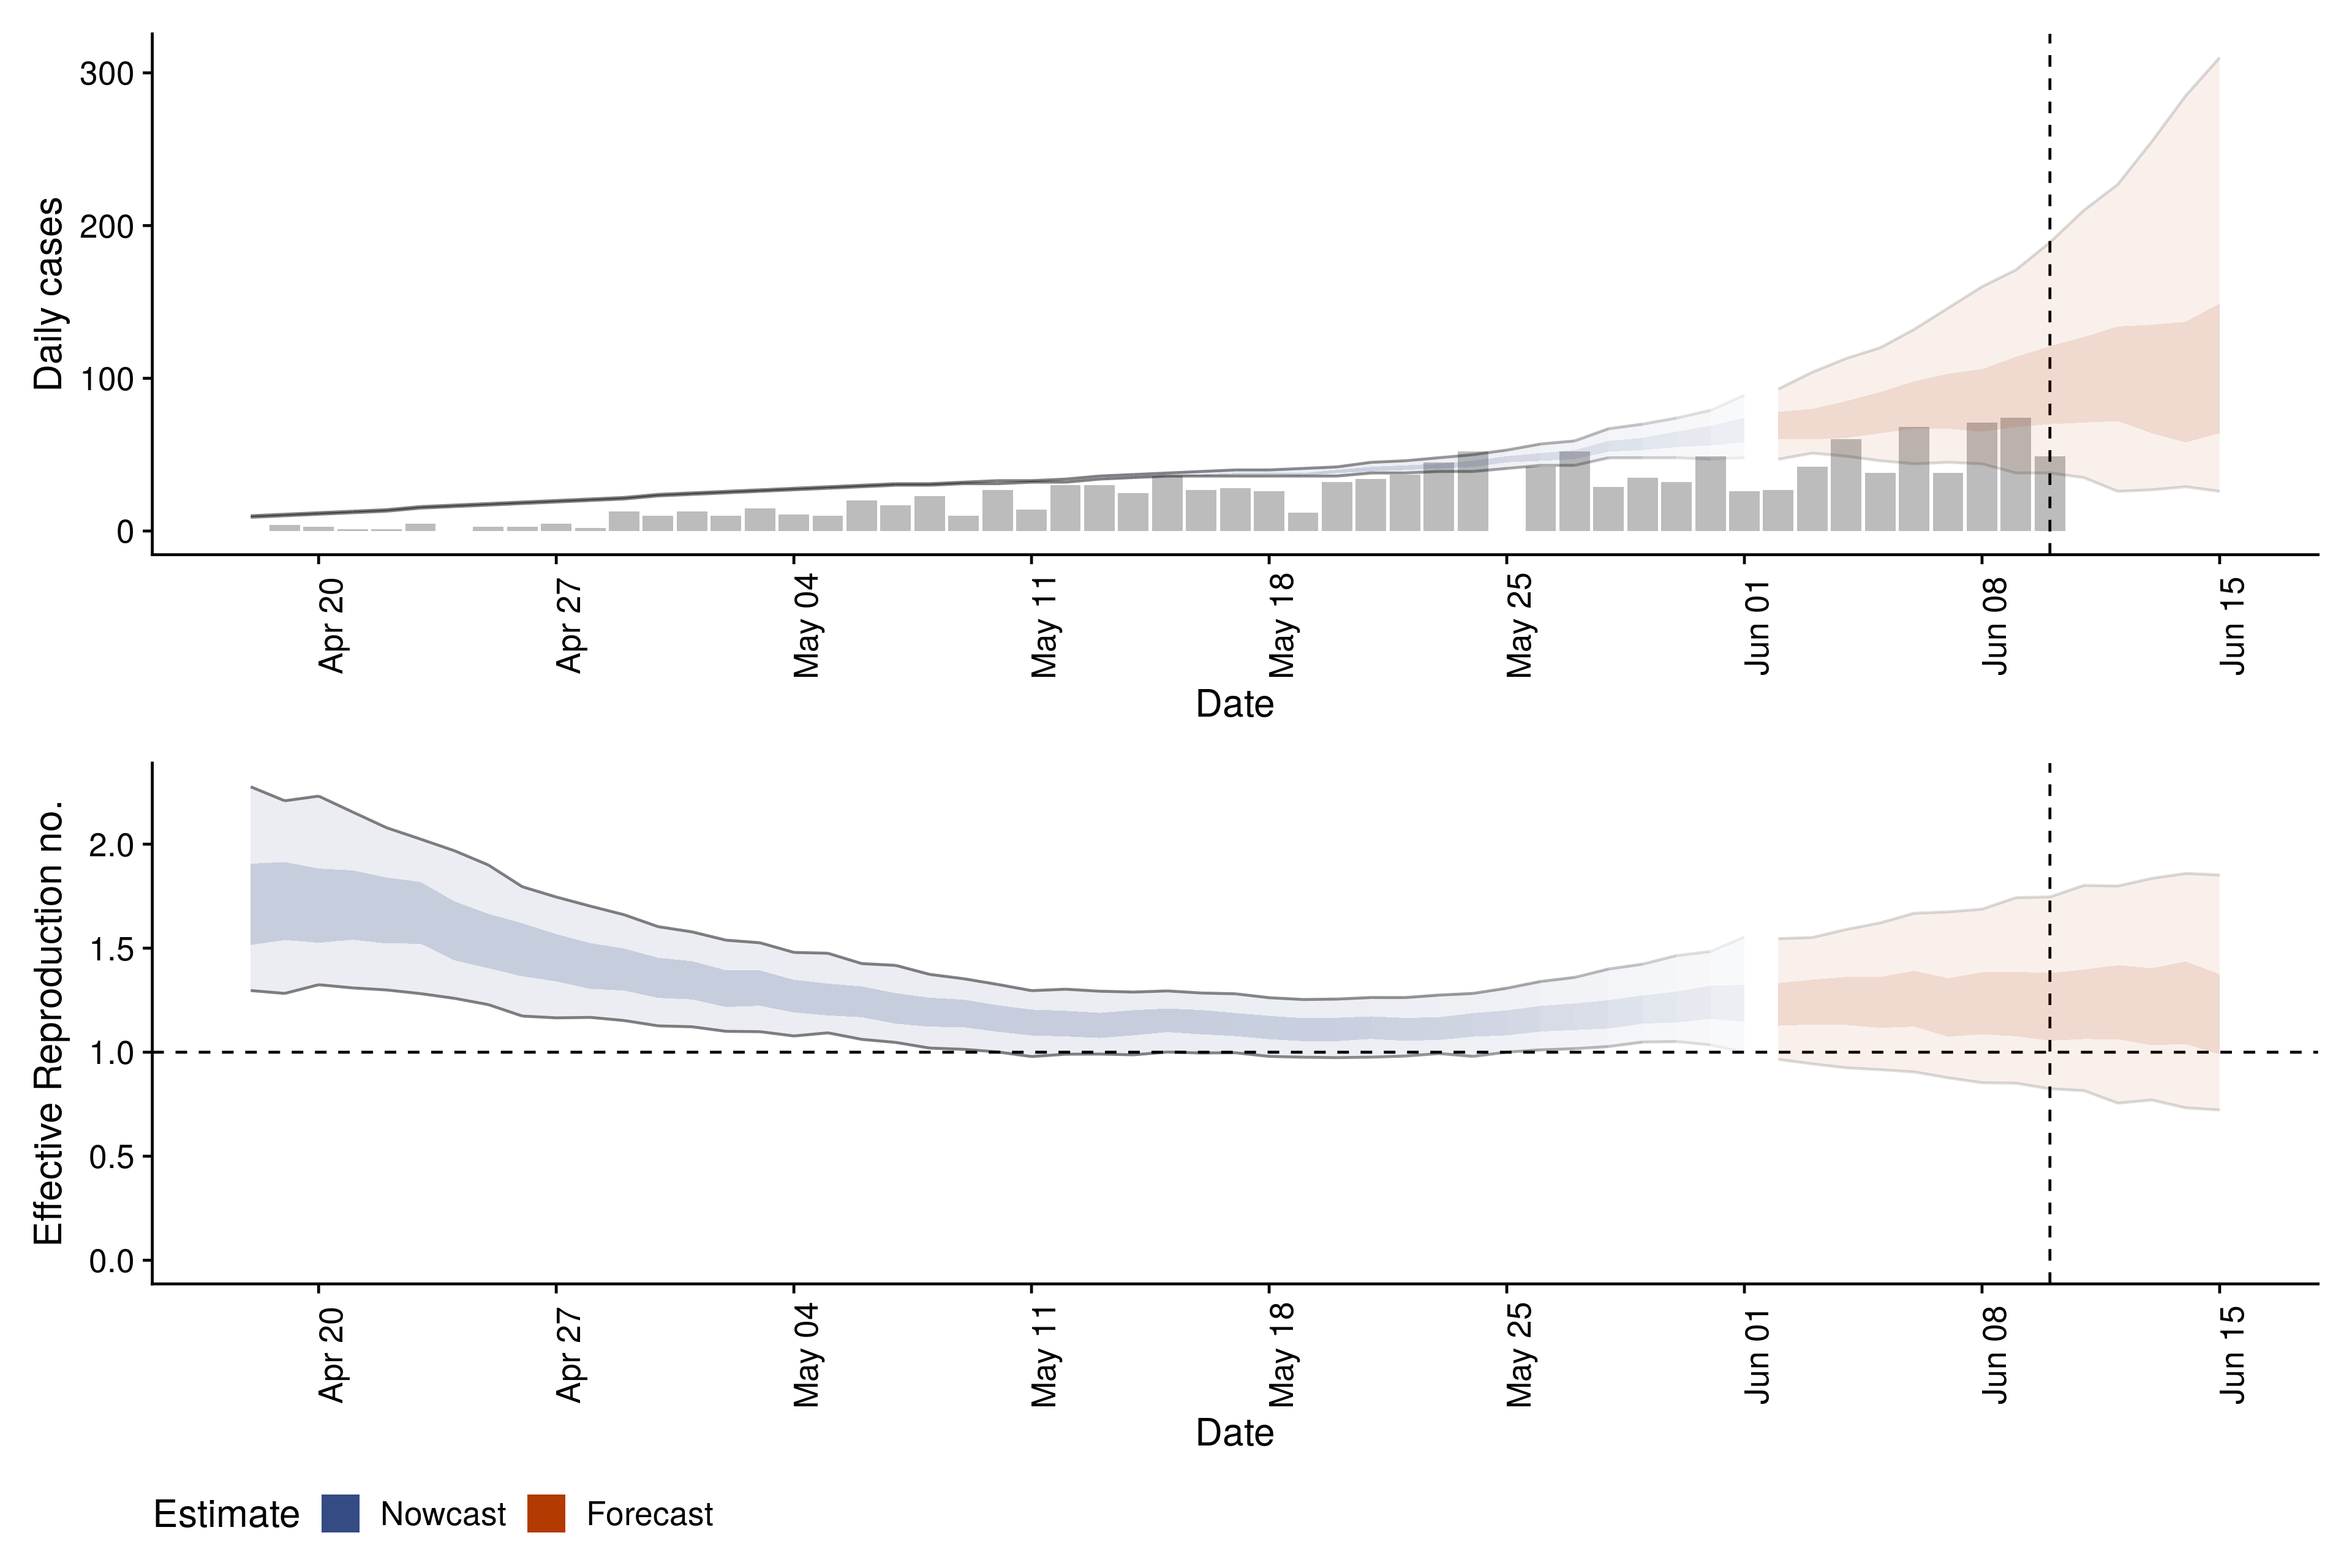 Daily cases
300
200
100
0
Apr 20
Apr 27
May 04
May 11
May 18
May 25
Jun 01
Jun 08
Jun 15
Date
Effective Reproduction no.
2.0
1.5
1.0
0.5
0.0
Apr 20
Apr 27
May 04
May 11
May 18
May 25
Jun 01
Jun 08
Jun 15
Date
Estimate Nowcast Forecast